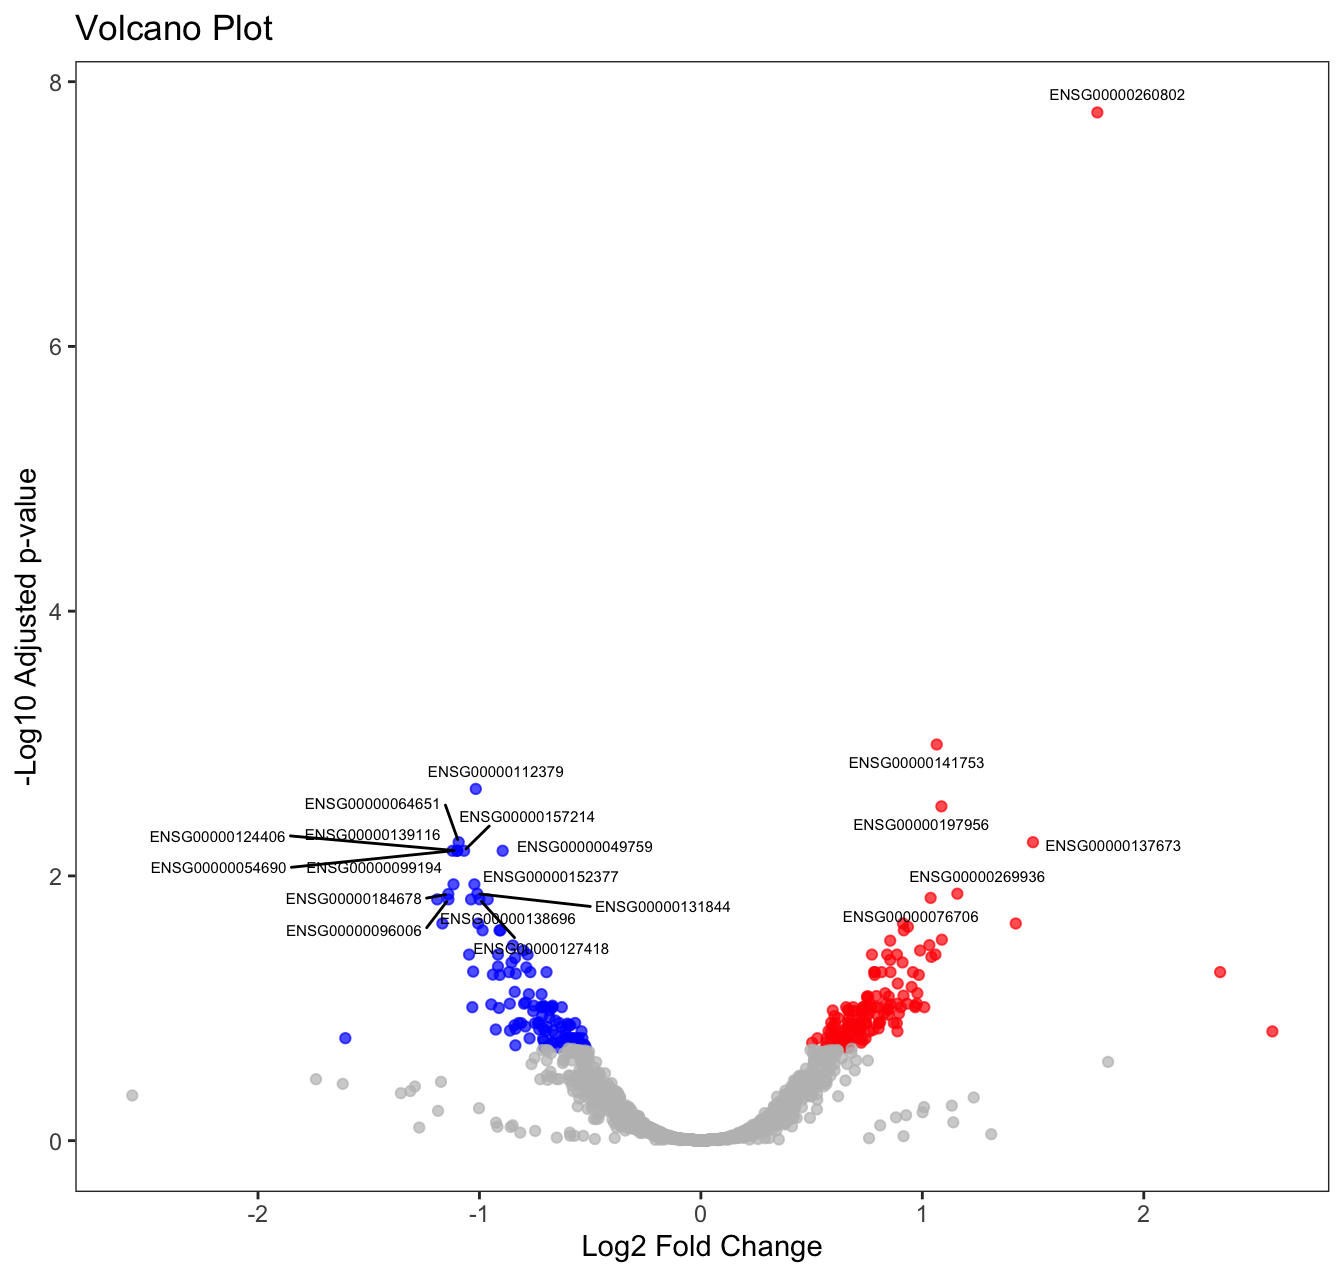 Volcano Plot
8
ENSG00000260802
6
-Log10 Adjusted p-value
4
ENSG00000141753
ENSG00000112379
ENSG00000064651
ENSG00000157214
ENSG00000197956
ENSG00000124406
ENSG00000139116
ENSG00000049759
ENSG00000137673
ENSG00000054690
ENSG00000099194
2
ENSG00000152377
ENSG00000269936
ENSG00000184678
ENSG00000131844
ENSG00000138696
ENSG00000076706
ENSG00000096006
ENSG00000127418
0
-2
-1
0
1
2
Log2 Fold Change